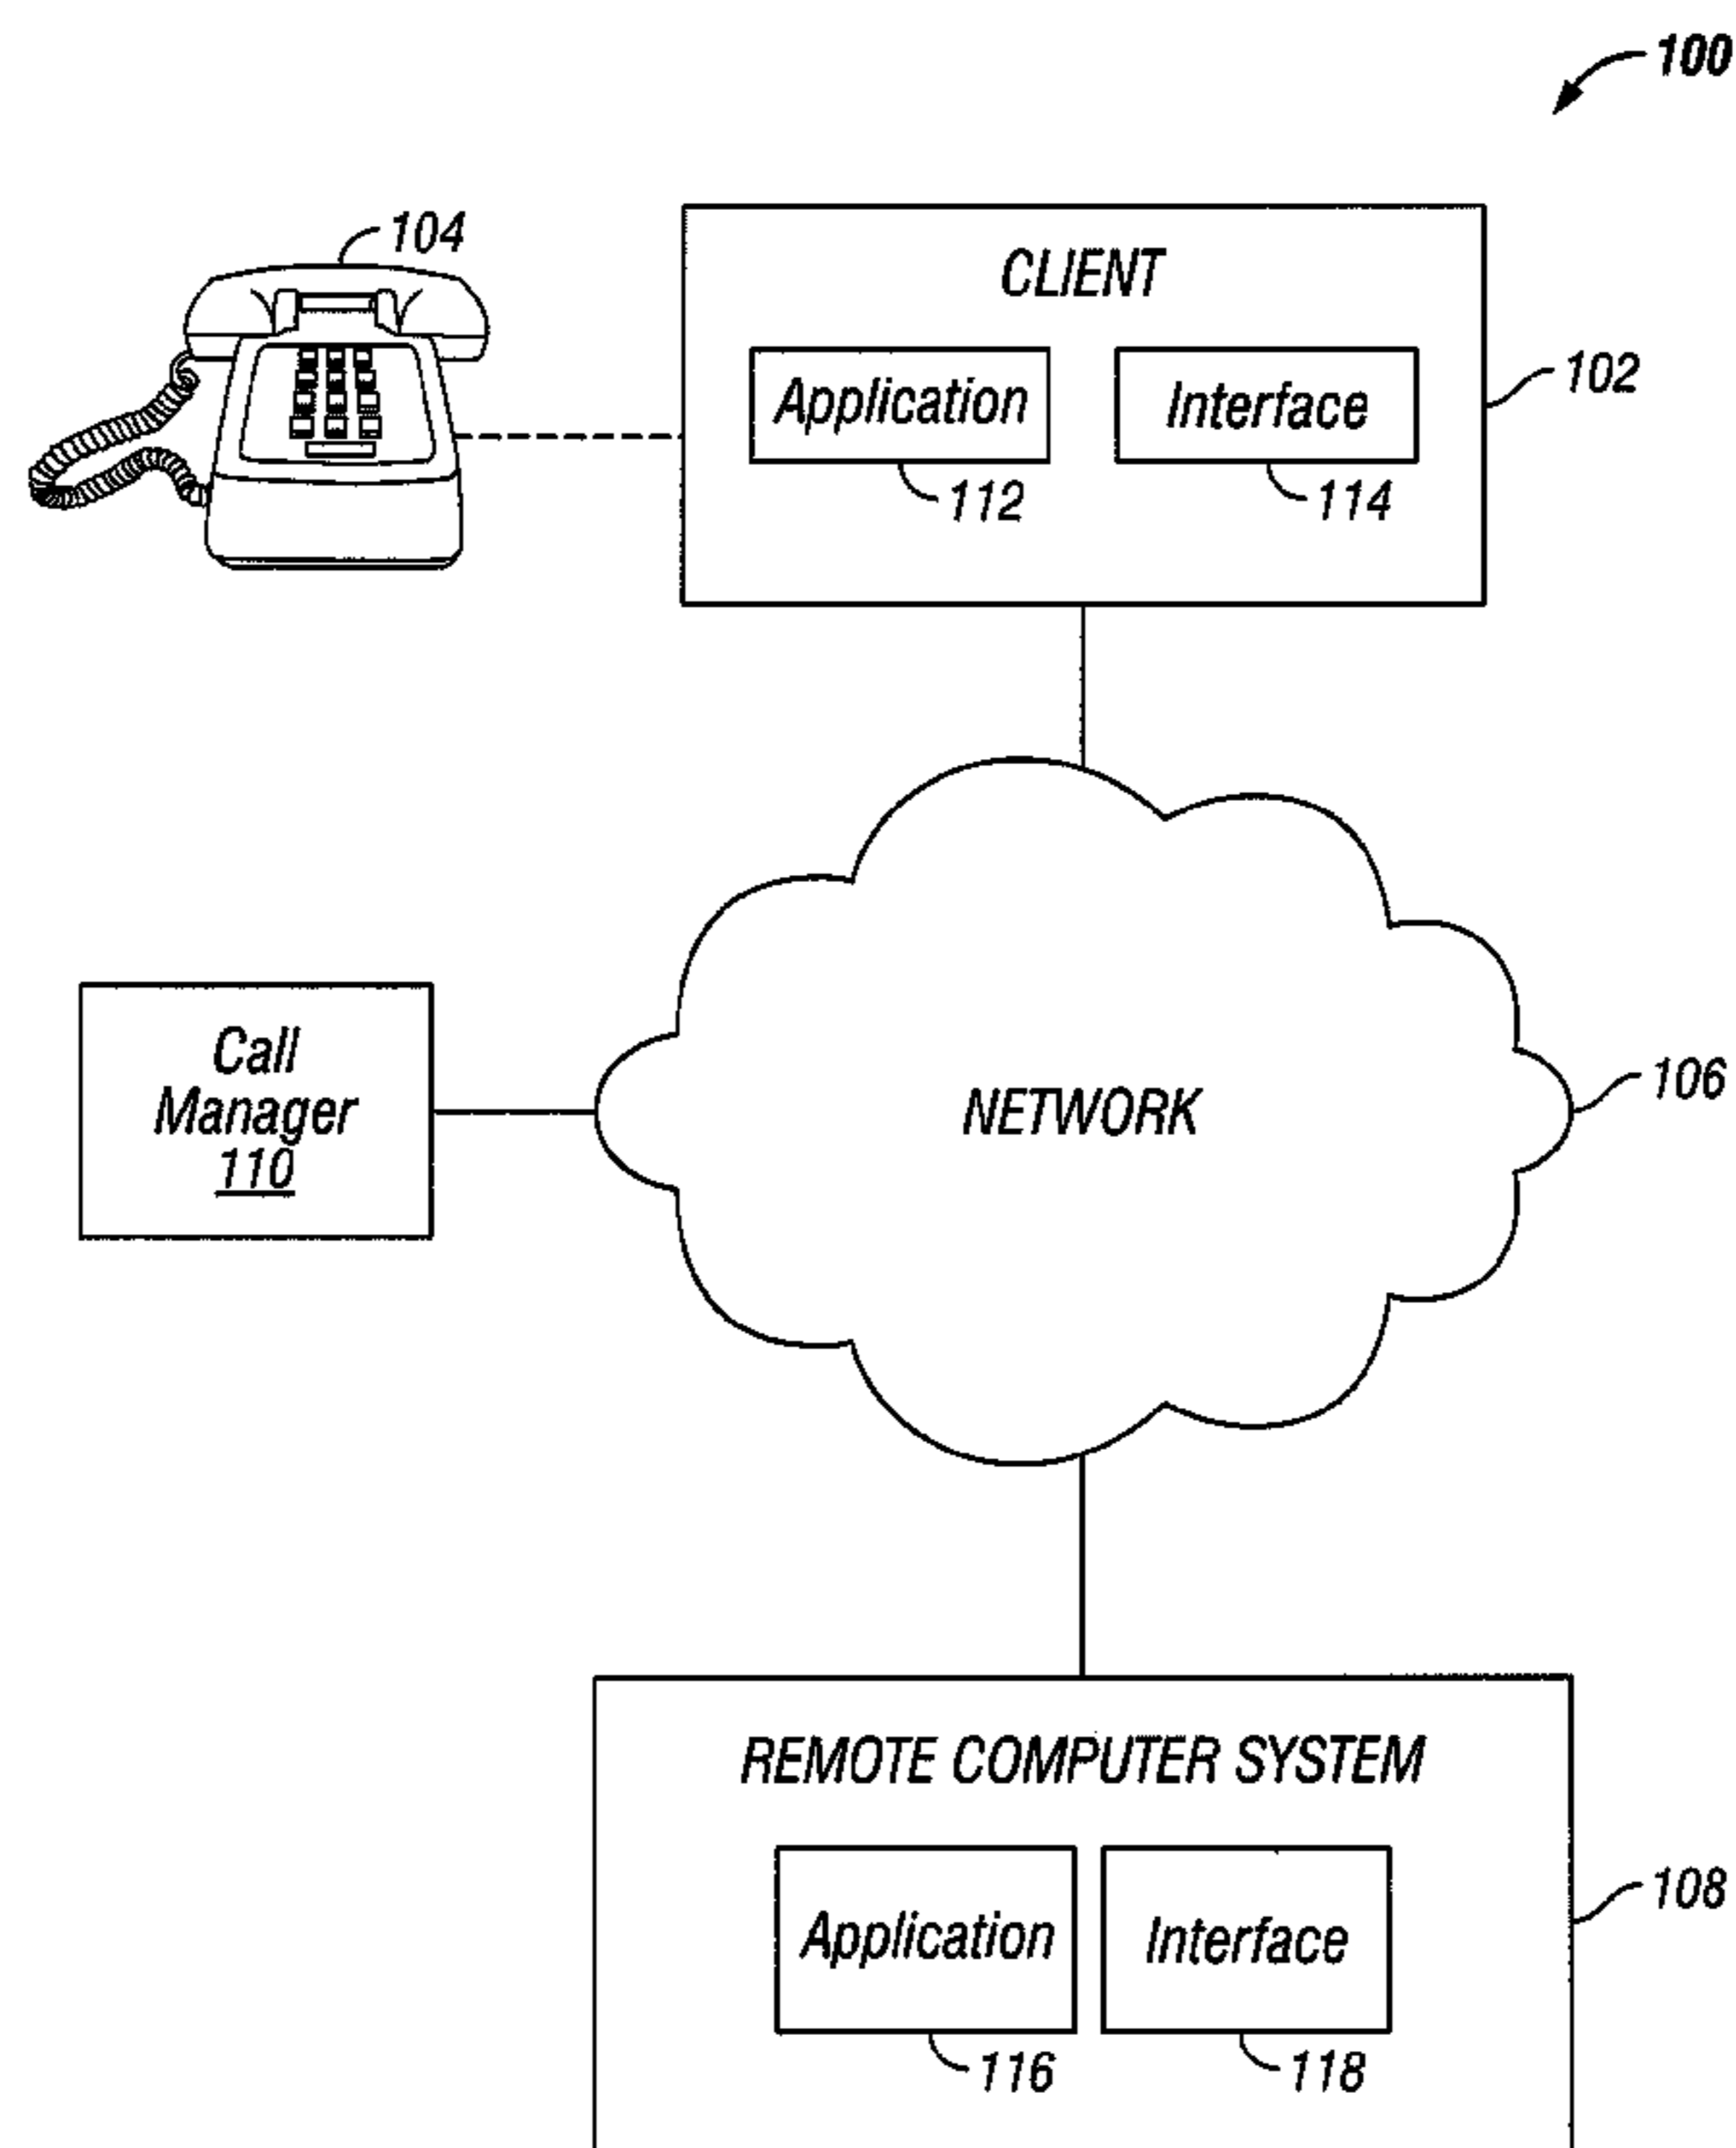 100
104
CLIENT
Application
Interface
102
112
114
Call
Manager
110
NETWORK
106
REMOTE COMPUTER SYSTEM
Application
Interface
108
116
118